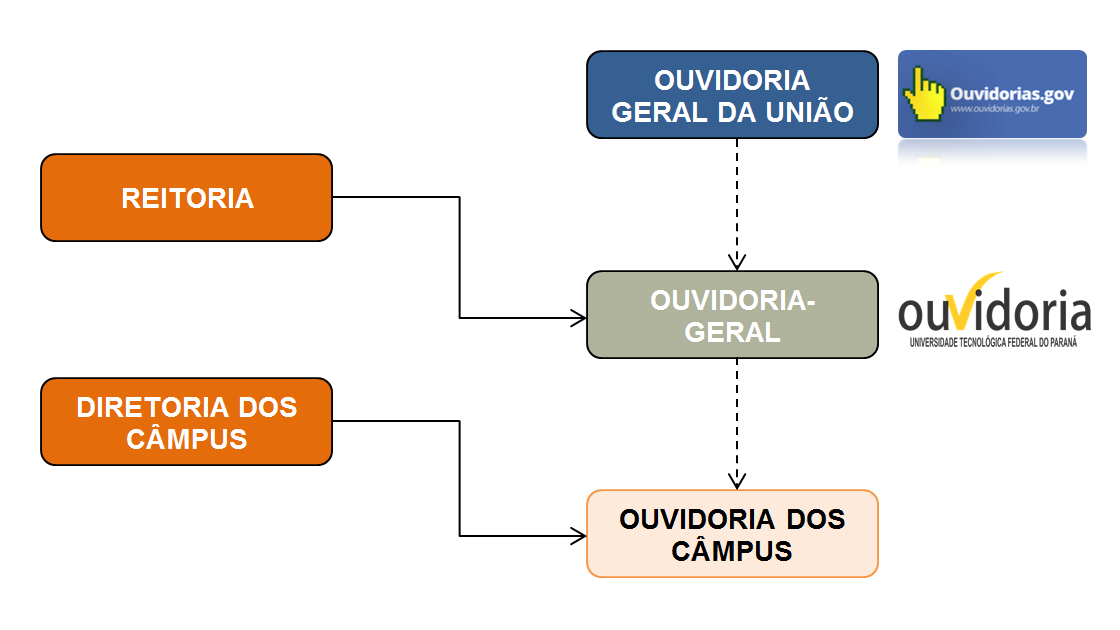 OUVIDORIA
GERAL DA UNIÃO
Ouvidorias.gov
www.ouvidorias.gov.br
REITORIA
OUVIDORIA-
GERAL
ouvidoria
UNIVERSIDADE TECNOLÓGICA FEDERAL DO PARANÁ
DIRETORIA DOS
CÂMPUS
OUVIDORIA DOS
CÂMPUS